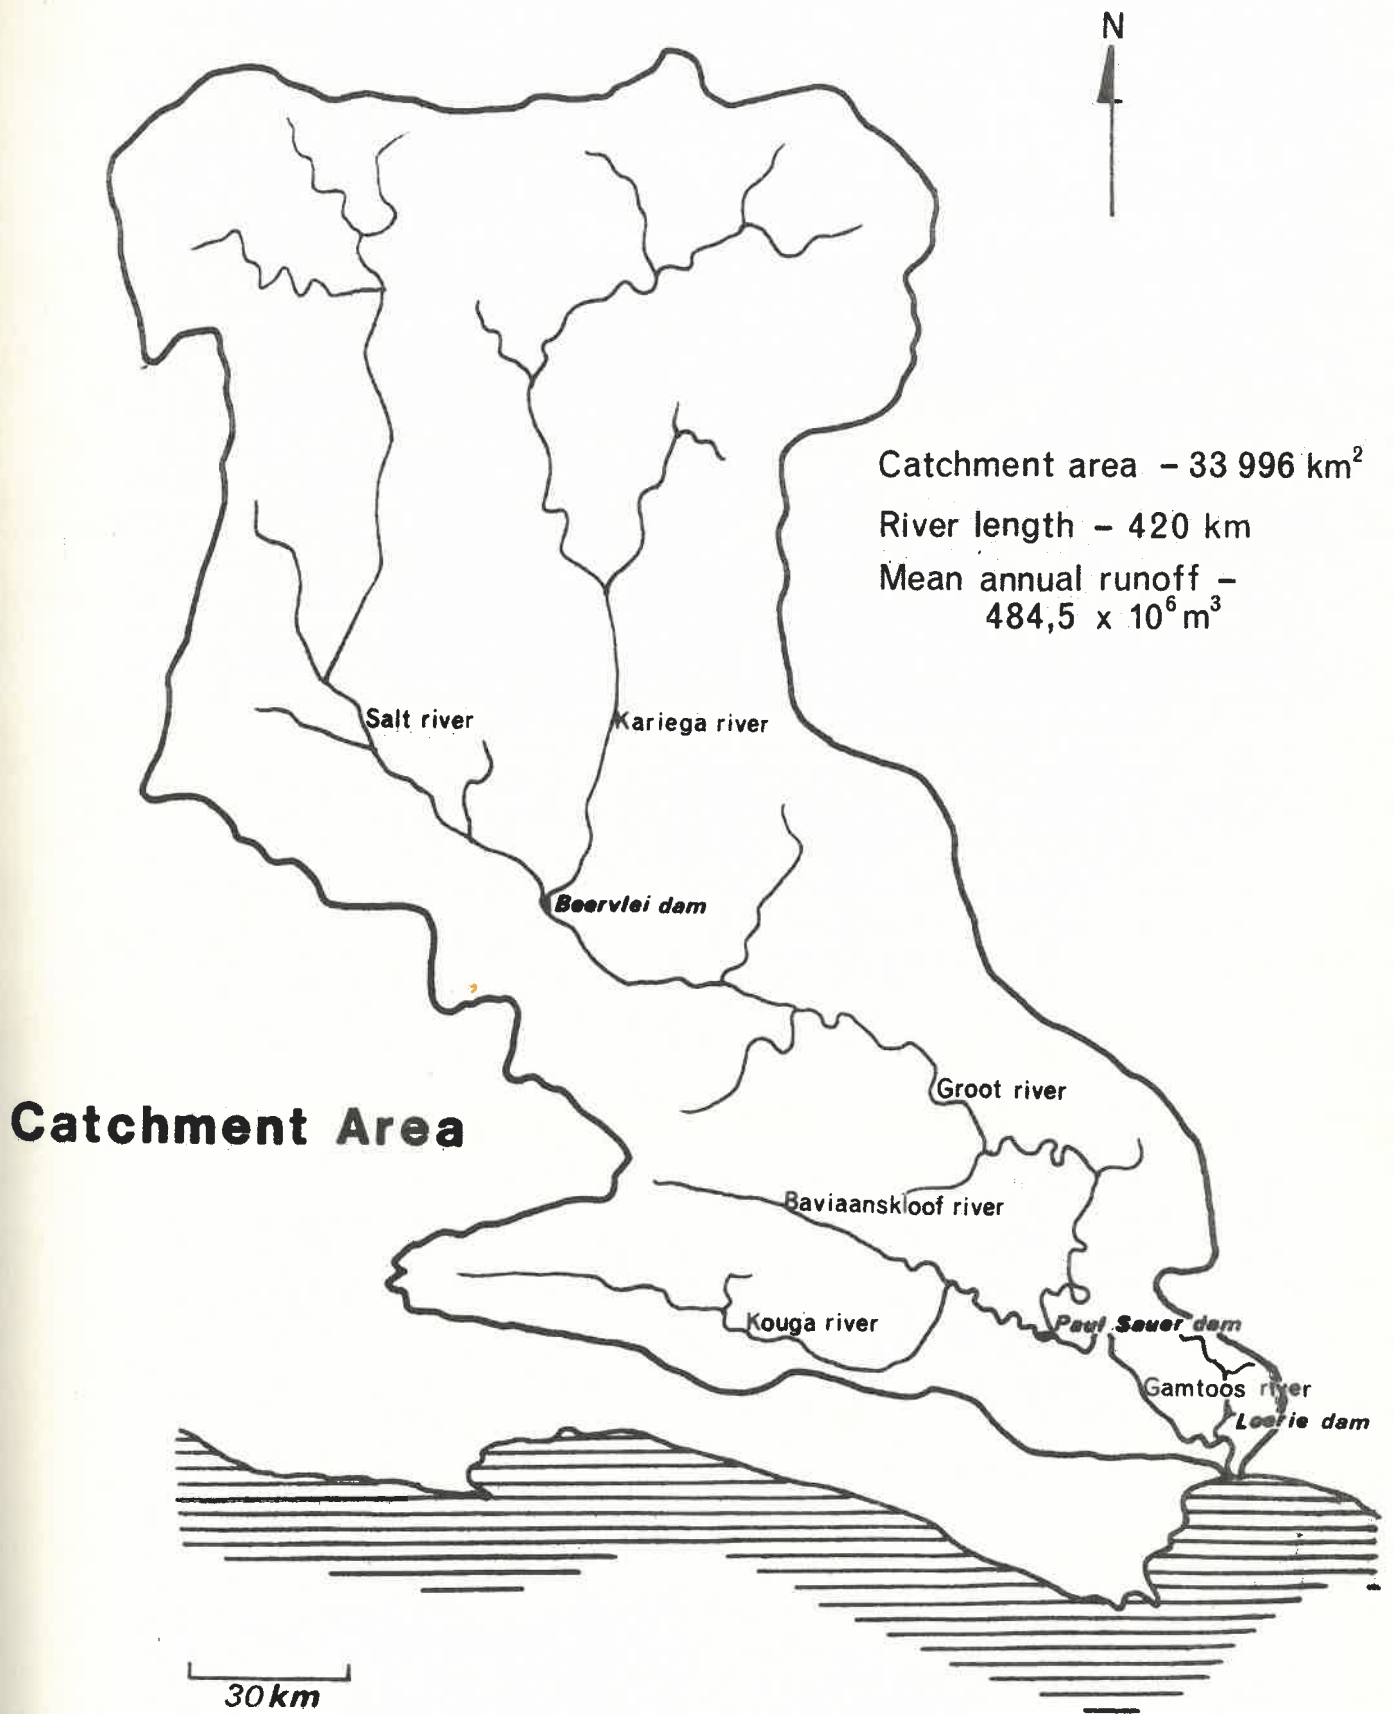 N
Catchment area – 33 996 km²
River length – 420 km
Mean annual runoff –
484,5 x 10⁶ m³
Salt river
Kariega river
Beervlei dam
Groot river
Catchment Area
Baviaanskloof river
Kouga river
Paul Sauer dam
Gamtoos river
Loerie dam
30 km